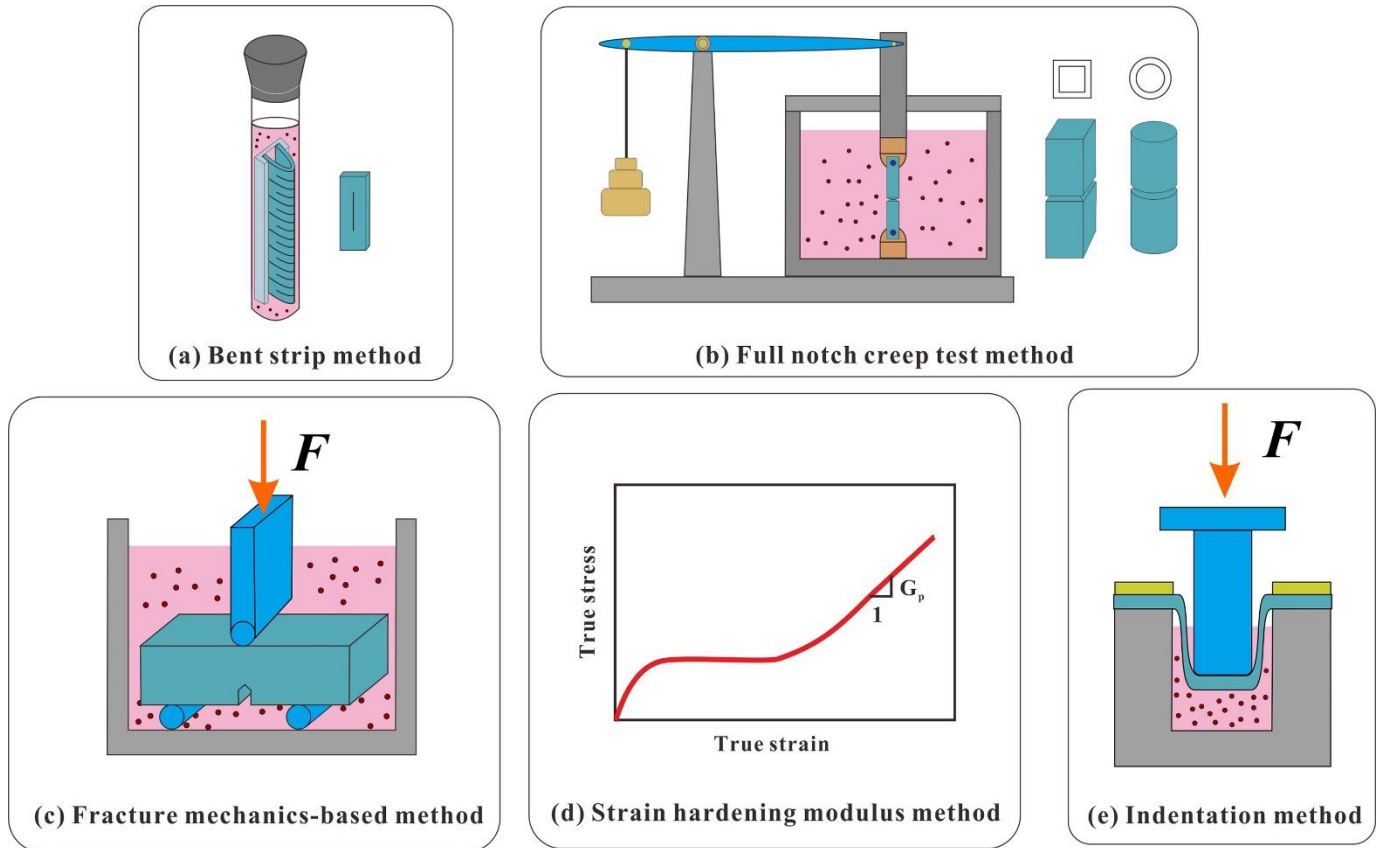 (a) Bent strip method
(b) Full notch creep test method
F
(c) Fracture mechanics-based method
True stress
G_p
1
True strain
(d) Strain hardening modulus method
F
(e) Indentation method